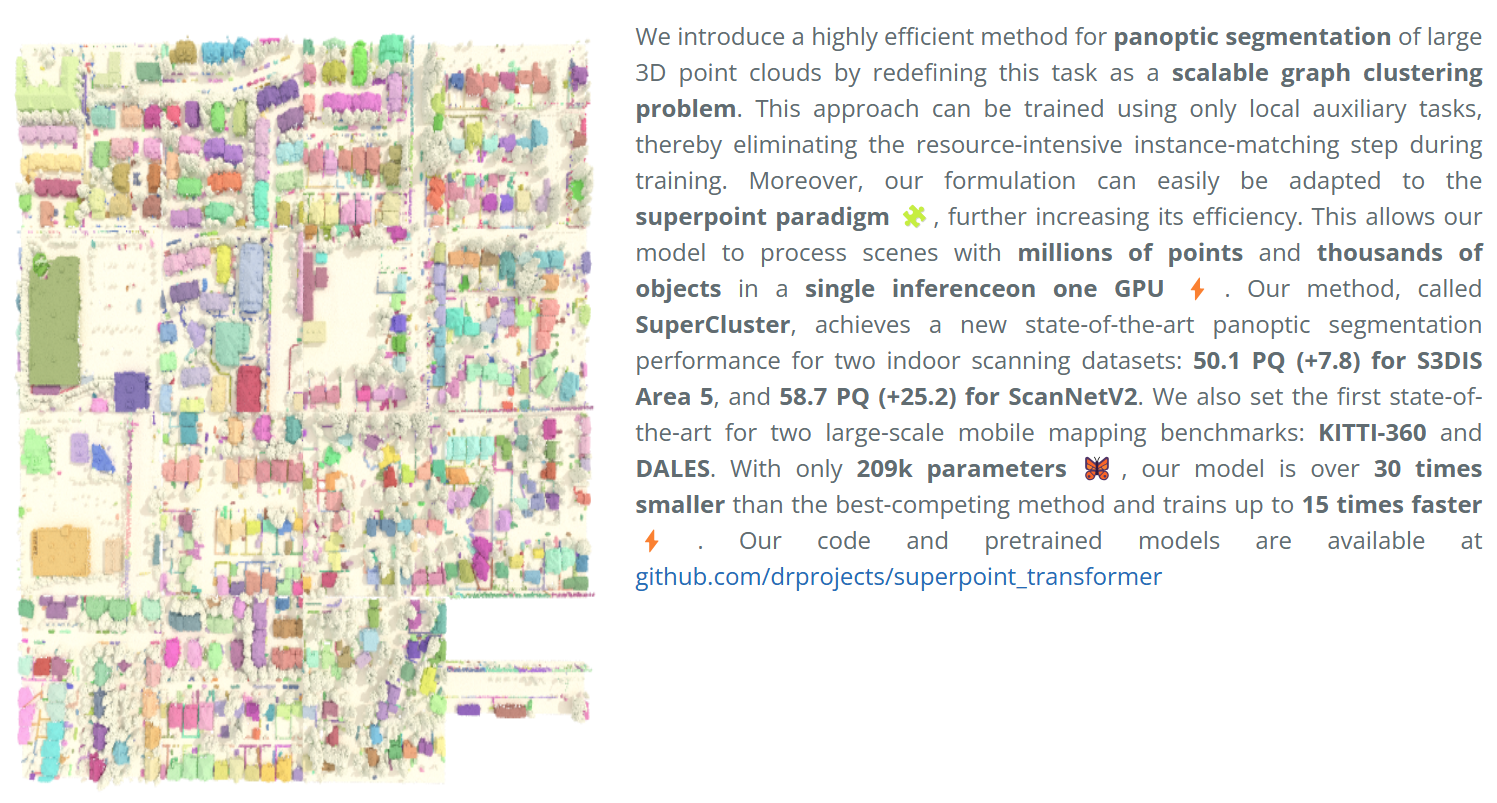 We introduce a highly efficient method for panoptic segmentation of large
3D point clouds by redefining this task as a scalable graph clustering
problem. This approach can be trained using only local auxiliary tasks,
thereby eliminating the resource-intensive instance-matching step during
training. Moreover, our formulation can easily be adapted to the
superpoint paradigm 🧩, further increasing its efficiency. This allows our
model to process scenes with millions of points and thousands of
objects in a single inferenceon one GPU ⚡ . Our method, called
SuperCluster, achieves a new state-of-the-art panoptic segmentation
performance for two indoor scanning datasets: 50.1 PQ (+7.8) for S3DIS
Area 5, and 58.7 PQ (+25.2) for ScanNetV2. We also set the first state-of-
the-art for two large-scale mobile mapping benchmarks: KITTI-360 and
DALES. With only 209k parameters 🦋, our model is over 30 times
smaller than the best-competing method and trains up to 15 times faster
⚡ . Our code and pretrained models are available at
github.com/drprojects/superpoint_transformer